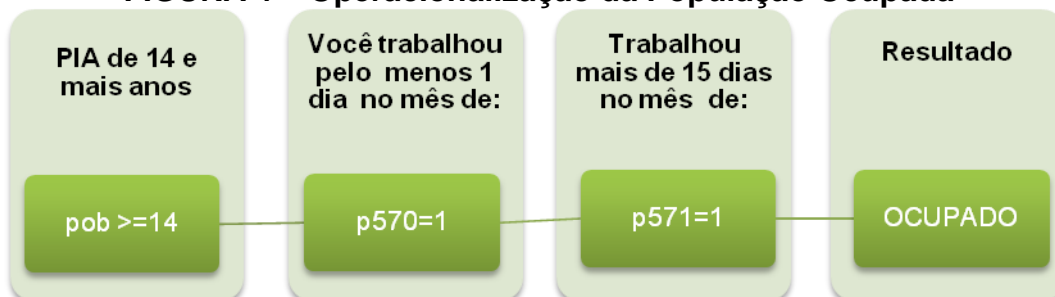 PIA de 14 e
mais anos
pob >=14
Você trabalhou
pelo menos 1
dia no mês de:
p570=1
Trabalhou
mais de 15 dias
no mês de:
p571=1
Resultado
OCUPADO